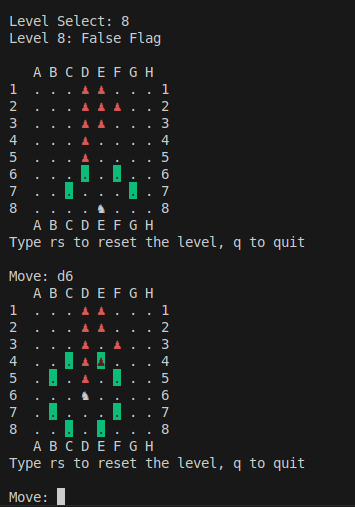 Level Select: 8
Level 8: False Flag
A B C D E F G H
1 . . . ♟ ♟ . . . 1
2 . . . ♟ ♟ ♟ . . 2
3 . . . ♟ ♟ . . . 3
4 . . . ♟ . . . . 4
5 . . . ♟ . . . . 5
6 . . . . . . . . 6
7 . . . . . . . . 7
8 . . . . ♞ . . . 8
A B C D E F G H
Type rs to reset the level, q to quit
Move: d6
A B C D E F G H
1 . . . ♟ ♟ . . . 1
2 . . . ♟ ♟ . . . 2
3 . . . ♟ . ♟ . . 3
4 . . . ♟ ♟ . . . 4
5 . . . ♟ . . . . 5
6 . . . ♞ . . . . 6
7 . . . . . . . . 7
8 . . . . . . . . 8
A B C D E F G H
Type rs to reset the level, q to quit
Move: